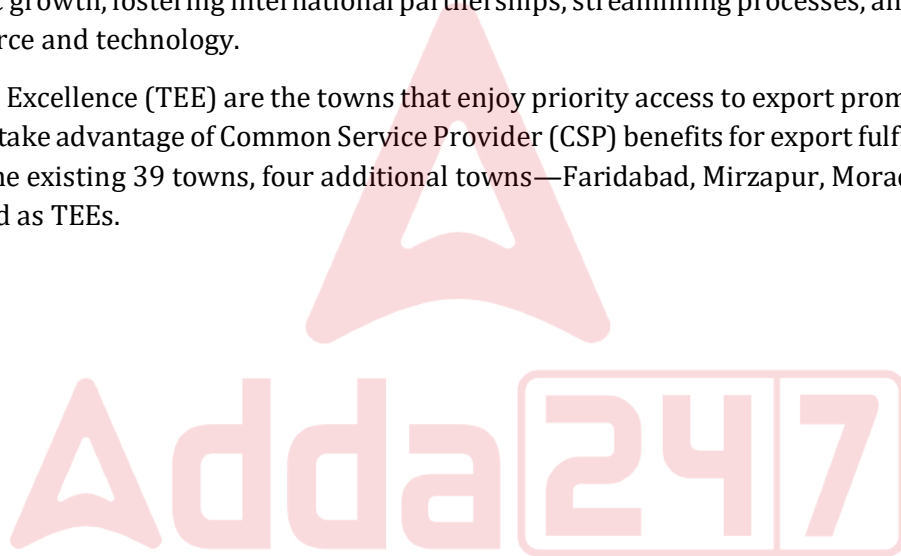 growth, fostering international partnerships, streamlining processes, an
rce and technology.
Excellence (TEE) are the towns that enjoy priority access to export prom
take advantage of Common Service Provider (CSP) benefits for export fulf
ne existing 39 towns, four additional towns—Faridabad, Mirzapur, Morad
d as TEEs.
Adda247